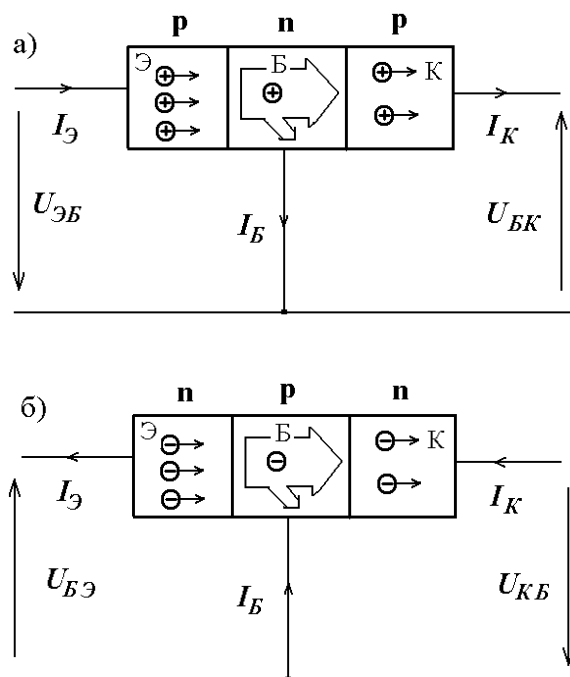 p n p
а)
Э Б К
I_Э I_К
U_ЭБ I_Б U_БК
n p n
б)
Э Б К
I_Э I_К
U_БЭ I_Б U_КБ